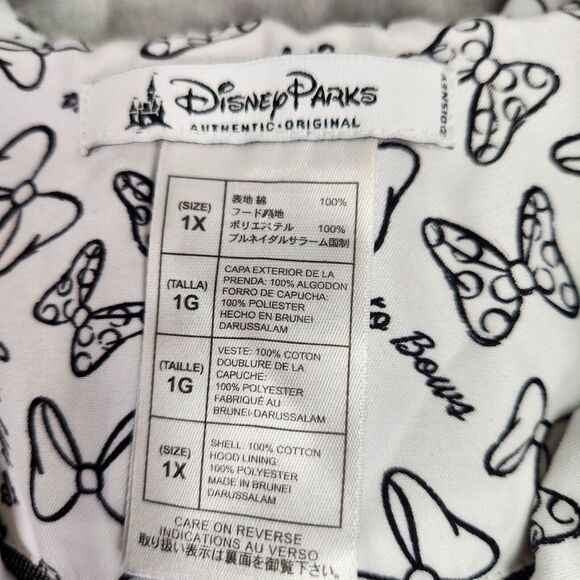 DISNEY PARKS
AUTHENTIC · ORIGINAL
©DISNEY
(SIZE)
1X
表地 綿 100%
フード裏地
ポリエステル 100%
ブルネイダルサラーム国製
(TALLA)
1G
CAPA EXTERIOR DE LA
PRENDA: 100% ALGODON
FORRO DE CAPUCHA:
100% POLIESTER
HECHO EN BRUNEI
DARUSSALAM
(TAILLE)
1G
VESTE: 100% COTON
DOUBLURE DE LA
CAPUCHE:
100% POLYESTER
FABRIQUÉ AU
BRUNEI-DARUSSALAM
(SIZE)
1X
SHELL: 100% COTTON
HOOD LINING:
100% POLYESTER
MADE IN BRUNEI
DARUSSALAM
CARE ON REVERSE
INDICATIONS AU VERSO
取り扱い表示は裏面を御覧下さい。
Bows